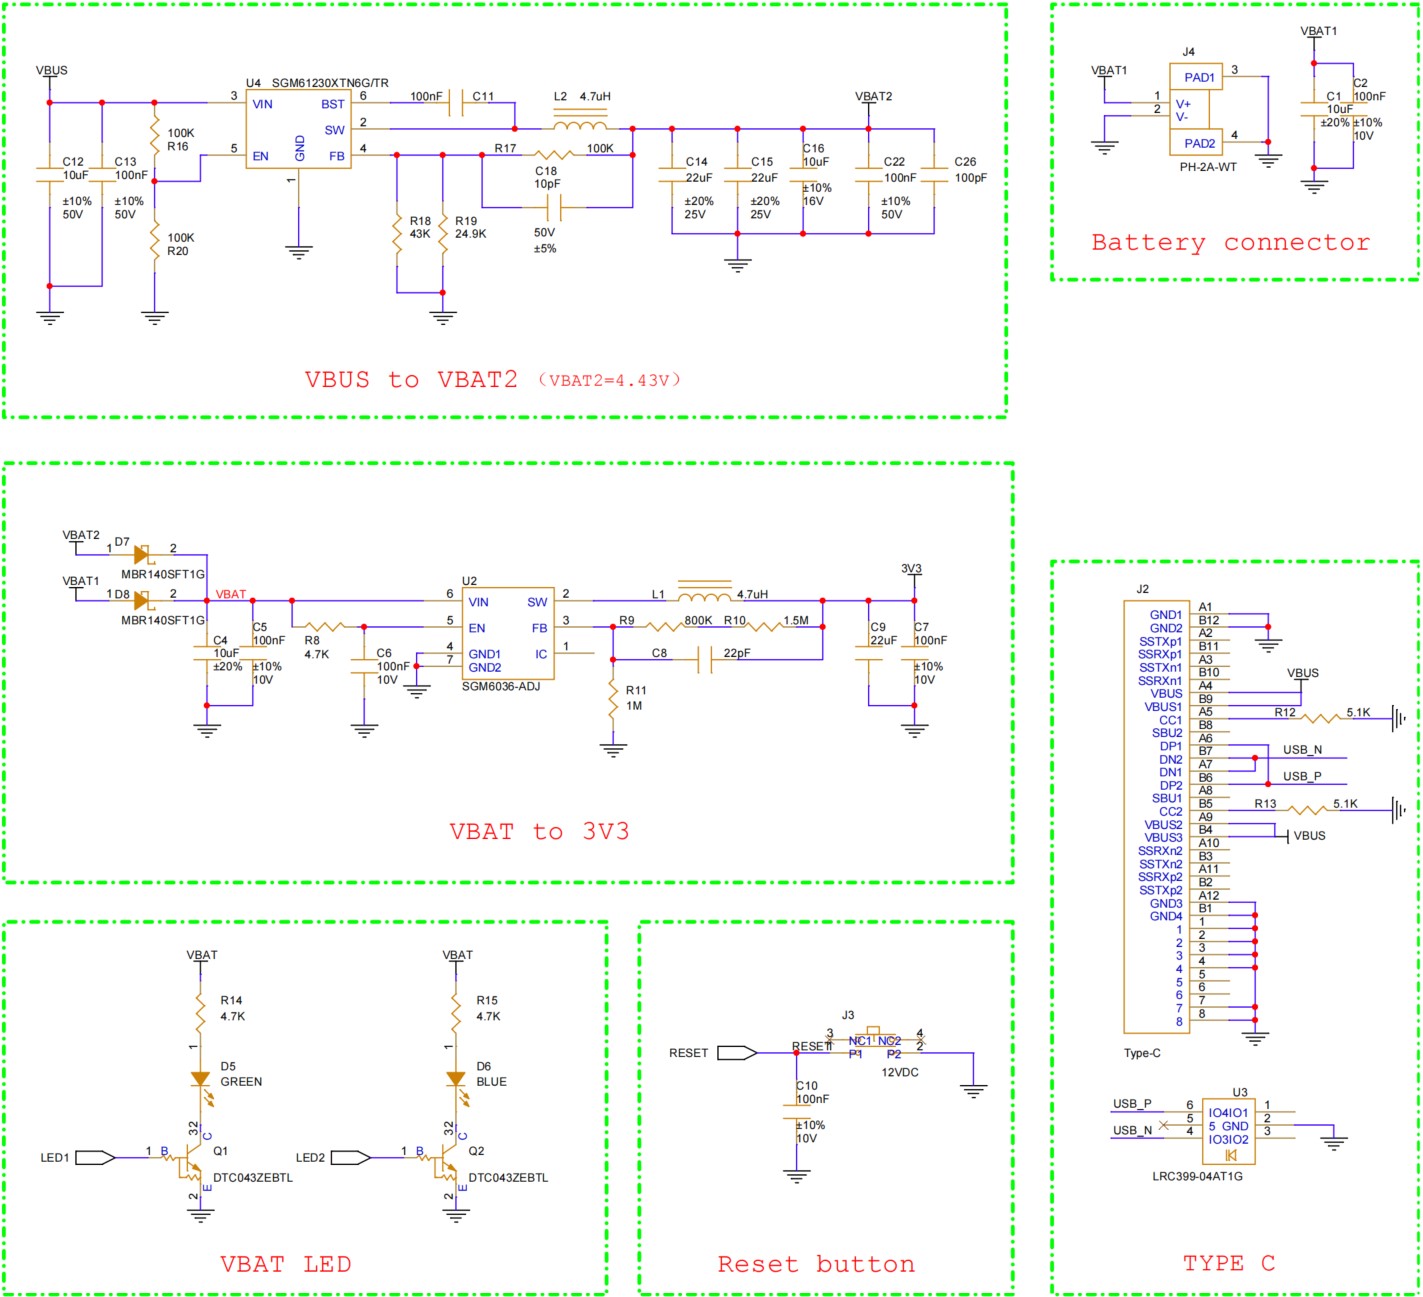 VBUS
U4 SGM61230XTN6G/TR
3 VIN BST 6
SW 2
5 EN FB 4
GND
1
100nF C11
L2 4.7uH
VBAT2
100K
R16
100K
R20
C12
10uF
±10%
50V
C13
100nF
±10%
50V
R17 100K
C18
10pF
50V
±5%
R18
43K
R19
24.9K
C14
22uF
±20%
25V
C15
22uF
±20%
25V
C16
10uF
±10%
16V
C22
100nF
±10%
50V
C26
100pF
VBUS to VBAT2（VBAT2=4.43V）
VBAT1
J4
PAD1 3
1 V+
2 V-
PAD2 4
PH-2A-WT
VBAT1
C1
10uF
±20%
C2
100nF
±10%
10V
Battery connector
VBAT2
1 D7 2
MBR140SFT1G
VBAT1
1 D8 2
MBR140SFT1G
VBAT
C4
10uF
±20%
C5
100nF
±10%
10V
R8
4.7K
C6
100nF
10V
U2
6 VIN SW 2
5 EN FB 3
4 GND1 IC 1
7 GND2
SGM6036-ADJ
L1 4.7uH
R9 800K R10 1.5M
C8 22pF
R11
1M
3V3
C9
22uF
C7
100nF
±10%
10V
VBAT to 3V3
J2
GND1 A1
GND2 B12
SSTXp1 A2
SSRXp1 B11
SSTXn1 A3
SSRXn1 B10
VBUS A4
VBUS1 B9
CC1 A5
SBU2 B8
DP1 A6
DN2 B7
DN1 A7
DP2 B6
SBU1 A8
CC2 B5
VBUS2 A9
VBUS3 B4
SSRXn2 A10
SSTXn2 B3
SSRXp2 A11
SSTXp2 B2
GND3 A12
GND4 B1
1 1
2 2
3 3
4 4
5 5
6 6
7 7
8 8
VBUS
R12 5.1K
USB_N
USB_P
R13 5.1K
VBUS
Type-C
U3
USB_P 6 IO4IO1 1
5 5 GND 2
USB_N 4 IO3IO2 3
LRC399-04AT1G
TYPE C
VBAT
R14
4.7K
1
D5
GREEN
32 C
LED1 1 B Q1
DTC043ZEBTL
2 E
VBAT
R15
4.7K
1
D6
BLUE
32 C
LED2 1 B Q2
DTC043ZEBTL
2 E
VBAT LED
J3
3 NC1 NC2 4
RESET RESET 1 P1 P2 2
12VDC
C10
100nF
±10%
10V
Reset button